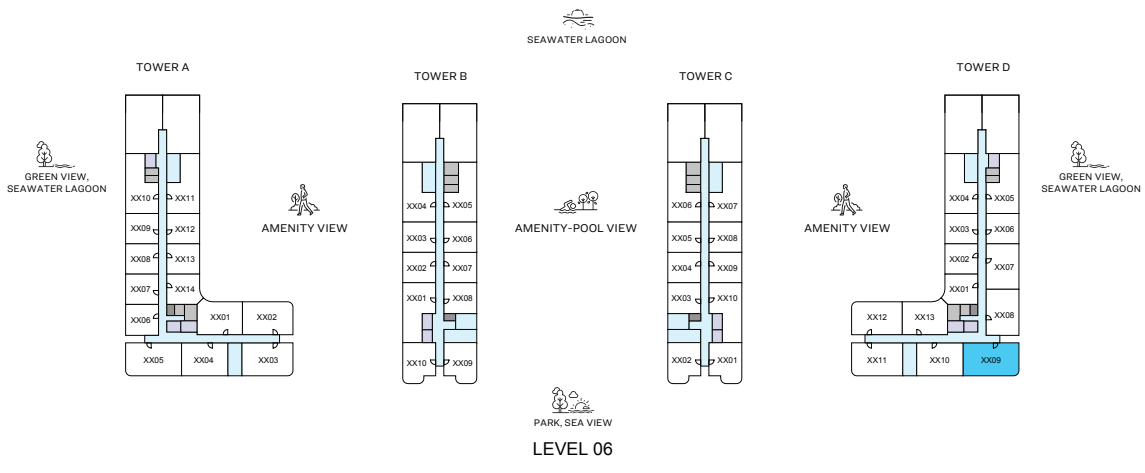 SEAWATER LAGOON
TOWER A
TOWER B
TOWER C
TOWER D
GREEN VIEW,
SEAWATER LAGOON
AMENITY VIEW
AMENITY-POOL VIEW
AMENITY VIEW
GREEN VIEW,
SEAWATER LAGOON
XX10 XX11
XX09 XX12
XX08 XX13
XX07 XX14
XX06 XX01 XX02
XX05 XX04 XX03
XX04 XX05
XX03 XX06
XX02 XX07
XX01 XX08
XX10 XX09
XX06 XX07
XX05 XX08
XX04 XX09
XX03 XX10
XX02 XX01
XX04 XX05
XX03 XX06
XX02 XX07
XX01
XX12 XX13 XX08
XX11 XX10 XX09
PARK, SEA VIEW
LEVEL 06